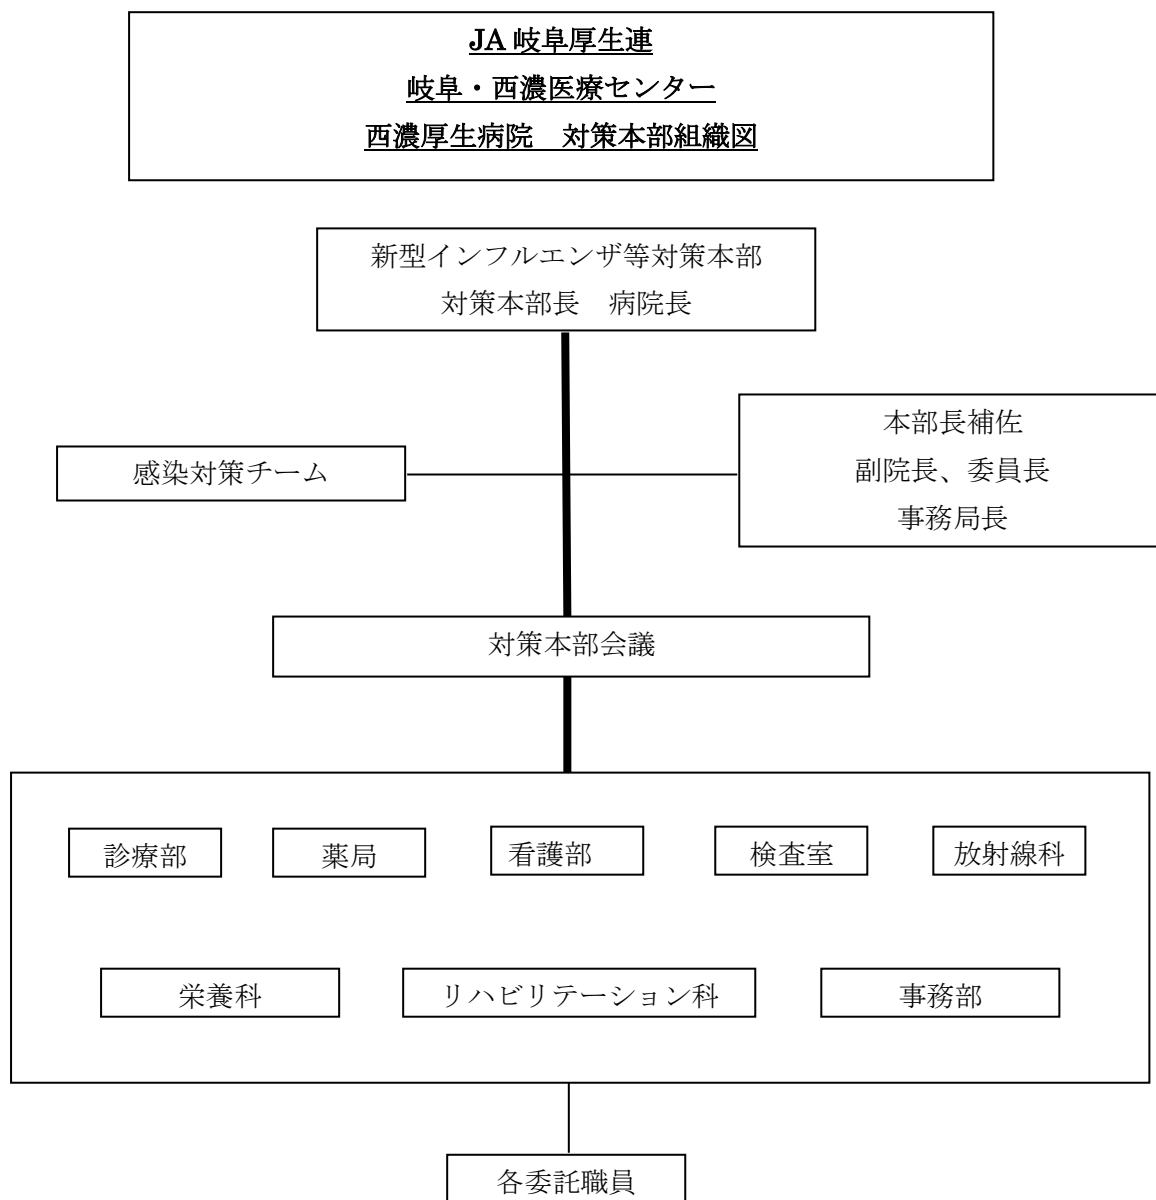 JA 岐阜厚生連
岐阜・西濃医療センター
西濃厚生病院　対策本部組織図
新型インフルエンザ等対策本部
対策本部長　病院長
本部長補佐
副院長、委員長
事務局長
感染対策チーム
対策本部会議
診療部
薬局
看護部
検査室
放射線科
栄養科
リハビリテーション科
事務部
各委託職員